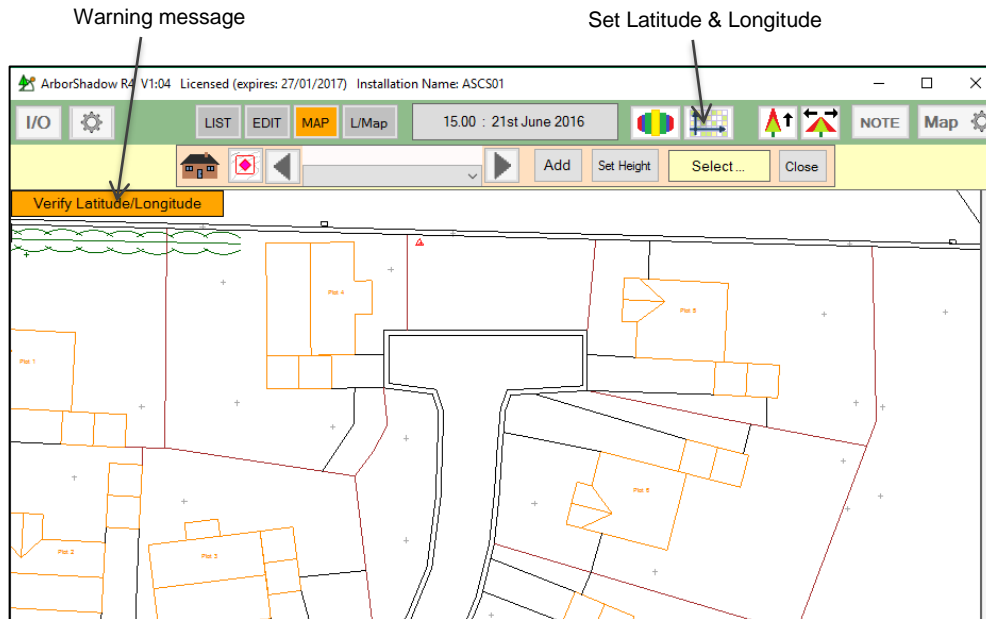 Warning message
Set Latitude & Longitude
ArborShadow R4 V1:04 Licensed (expires: 27/01/2017) Installation Name: ASCS01
I/O
LIST
EDIT
MAP
L/Map
15.00 : 21st June 2016
NOTE
Map
Add
Set Height
Select...
Close
Verify Latitude/Longitude
Plot 4
Plot 5
Plot 1
Plot 6
Plot 2
Plot 3